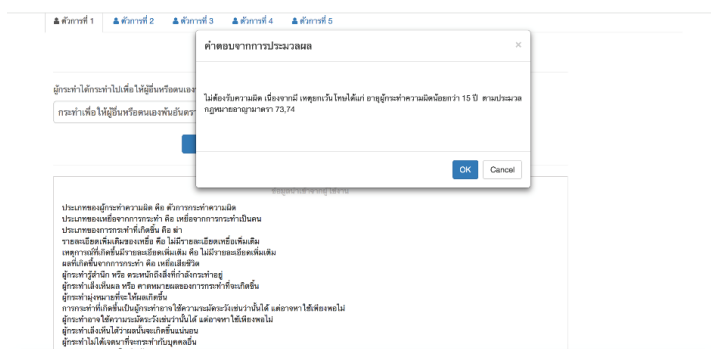 ตัวการที่ 1 ตัวการที่ 2 ตัวการที่ 3 ตัวการที่ 4 ตัวการที่ 5
คำตอบจากการประมวลผล ×
ผู้กระทำได้กระทำไปเพื่อให้ผู้อื่นหรือตนเอง
ไม่ต้องรับความผิด เนื่องจากมี เหตุยกเว้นโทษได้แก่ อายุผู้กระทำความผิดน้อยกว่า 15 ปี ตามประมวล
กฎหมายอาญามาตรา 73,74
กระทำเพื่อให้ผู้อื่นหรือตนเองพ้นอันตรา
OK Cancel
ประเภทของผู้กระทำความผิด คือ ตัวการกระทำความผิด
ประเภทของเหยื่อจากการกระทำ คือ เหยื่อจากการกระทำเป็นคน
ประเภทของการกระทำที่เกิดขึ้น คือ ฆ่า
รายละเอียดเพิ่มเติมของเหยื่อ คือ ไม่มีรายละเอียดเหยื่อเพิ่มเติม
เหตุการณ์ที่เกิดขึ้นมีรายละเอียดเพิ่มเติม คือ ไม่มีรายละเอียดเพิ่มเติม
ผลที่เกิดขึ้นจากการกระทำ คือ เหยื่อเสียชีวิต
ผู้กระทำรู้สำนึก หรือ ตระหนักถึงสิ่งที่กำลังกระทำอยู่
ผู้กระทำเล็งเห็นผล หรือ คาดหมายผลของการกระทำที่จะเกิดขึ้น
ผู้กระทำมุ่งหมายที่จะให้ผลเกิดขึ้น
การกระทำที่เกิดขึ้นเป็นผู้กระทำอาจใช้ความระมัดระวังเช่นว่านั้นได้ แต่อาจหาใช้เพียงพอไม่
ผู้กระทำอาจใช้ความระมัดระวังเช่นว่านั้นได้ แต่อาจหาใช้เพียงพอไม่
ผู้กระทำเล็งเห็นได้ว่าผลนั้นจะเกิดขึ้นแน่นอน
ผู้กระทำไม่ได้เจตนาที่จะกระทำกับบุคคลอื่น